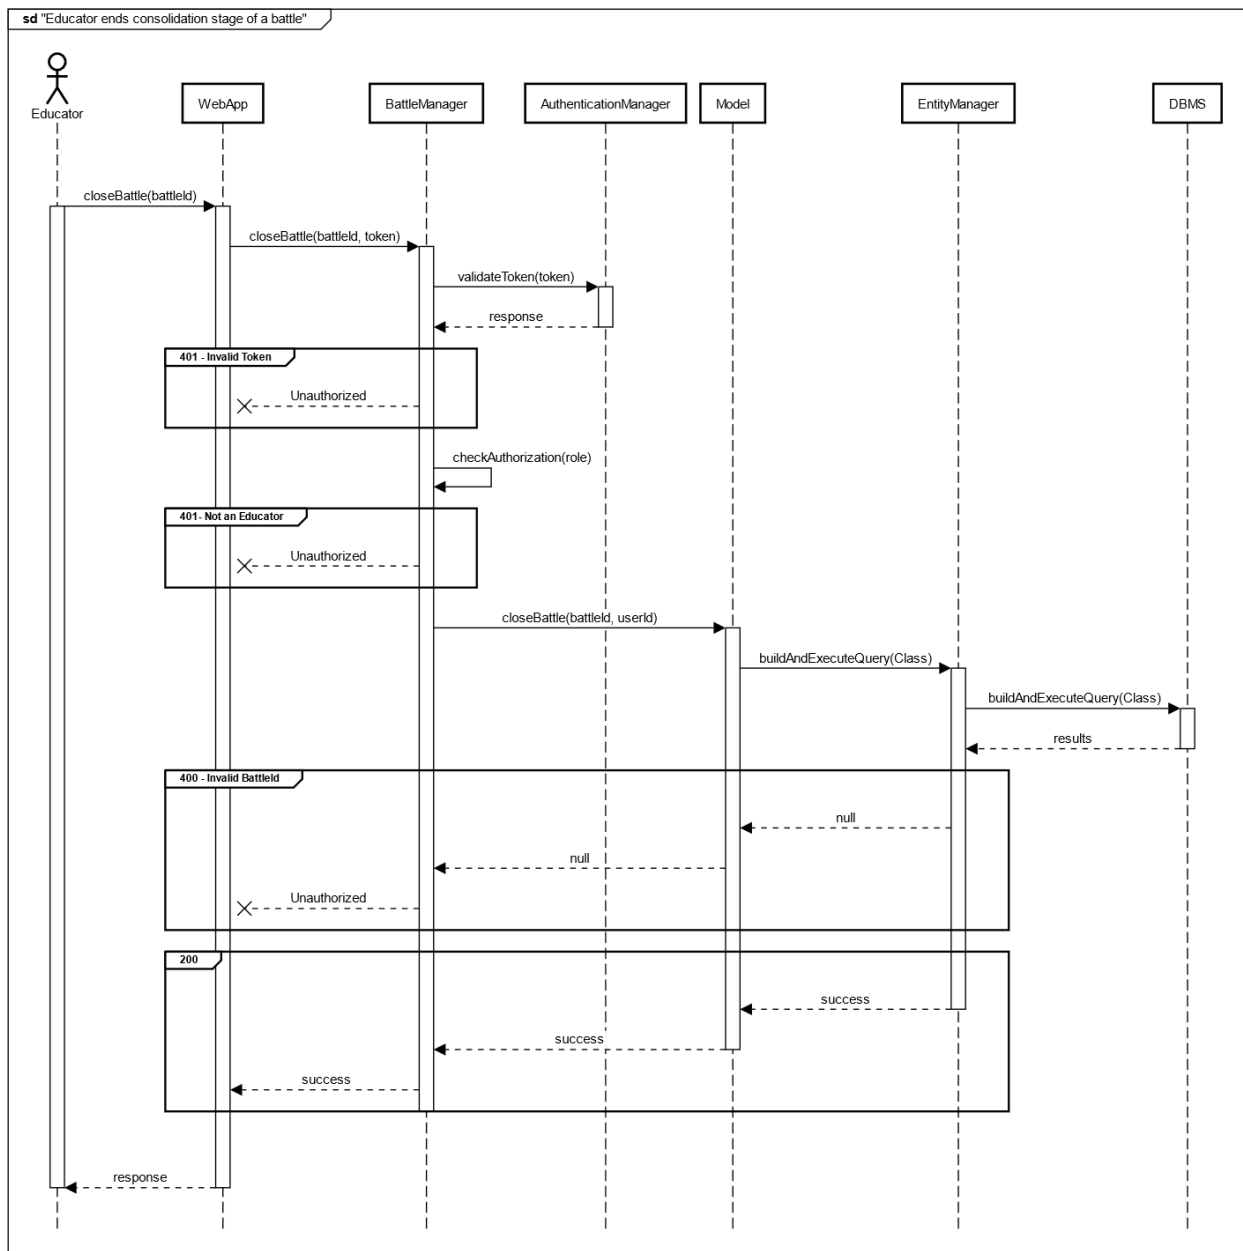 sd "Educator ends consolidation stage of a battle"
Educator
WebApp
BattleManager
AuthenticationManager
Model
EntityManager
DBMS
closeBattle(battleId)
closeBattle(battleId, token)
validateToken(token)
response
401 - Invalid Token
Unauthorized
checkAuthorization(role)
401- Not an Educator
Unauthorized
closeBattle(battleId, userId)
buildAndExecuteQuery(Class)
buildAndExecuteQuery(Class)
results
400 - Invalid BattleId
null
null
Unauthorized
200
success
success
success
response